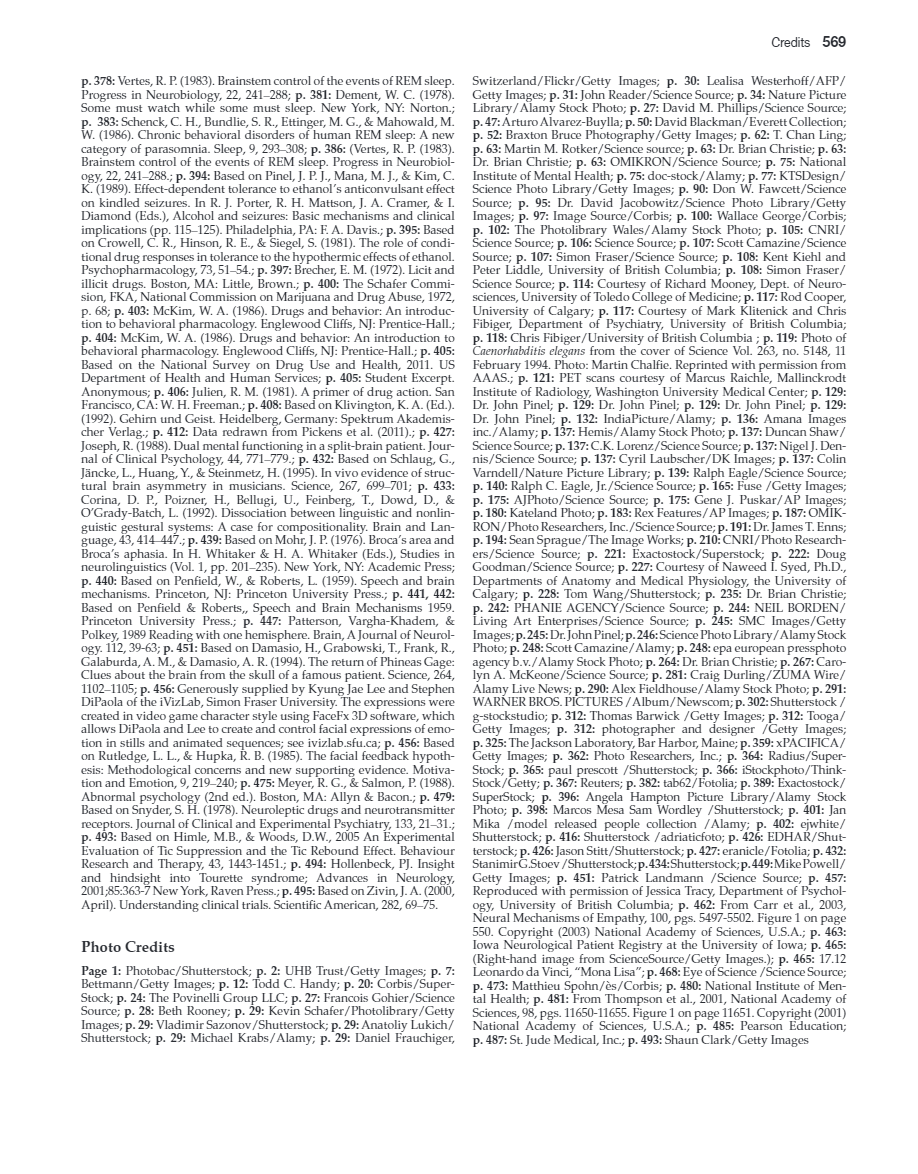 Credits 569
p. 378: Vertes, R. P. (1983). Brainstem control of the events of REM sleep.
Progress in Neurobiology, 22, 241–288; p. 381: Dement, W. C. (1978).
Some must watch while some must sleep. New York, NY: Norton.;
p. 383: Schenck, C. H., Bundlie, S. R., Ettinger, M. G., & Mahowald, M.
W. (1986). Chronic behavioral disorders of human REM sleep: A new
category of parasomnia. Sleep, 9, 293–308; p. 386: (Vertes, R. P. (1983).
Brainstem control of the events of REM sleep. Progress in Neurobiol-
ogy, 22, 241–288.; p. 394: Based on Pinel, J. P. J., Mana, M. J., & Kim, C.
K. (1989). Effect-dependent tolerance to ethanol's anticonvulsant effect
on kindled seizures. In R. J. Porter, R. H. Mattson, J. A. Cramer, & I.
Diamond (Eds.), Alcohol and seizures: Basic mechanisms and clinical
implications (pp. 115–125). Philadelphia, PA: F. A. Davis.; p. 395: Based
on Crowell, C. R., Hinson, R. E., & Siegel, S. (1981). The role of condi-
tional drug responses in tolerance to the hypothermic effects of ethanol.
Psychopharmacology, 73, 51–54.; p. 397: Brecher, E. M. (1972). Licit and
illicit drugs. Boston, MA: Little, Brown.; p. 400: The Schafer Commi-
sion, FKA, National Commission on Marijuana and Drug Abuse, 1972,
p. 68; p. 403: McKim, W. A. (1986). Drugs and behavior: An introduc-
tion to behavioral pharmacology. Englewood Cliffs, NJ: Prentice-Hall.;
p. 404: McKim, W. A. (1986). Drugs and behavior: An introduction to
behavioral pharmacology. Englewood Cliffs, NJ: Prentice-Hall.; p. 405:
Based on the National Survey on Drug Use and Health, 2011. US
Department of Health and Human Services; p. 405: Student Excerpt.
Anonymous; p. 406: Julien, R. M. (1981). A primer of drug action. San
Francisco, CA: W. H. Freeman.; p. 408: Based on Klivington, K. A. (Ed.).
(1992). Gehirn und Geist. Heidelberg, Germany: Spektrum Akademis-
cher Verlag.; p. 412: Data redrawn from Pickens et al. (2011).; p. 427:
Joseph, R. (1988). Dual mental functioning in a split-brain patient. Jour-
nal of Clinical Psychology, 44, 771–779.; p. 432: Based on Schlaug, G.,
Jäncke, L., Huang, Y., & Steinmetz, H. (1995). In vivo evidence of struc-
tural brain asymmetry in musicians. Science, 267, 699–701; p. 433:
Corina, D. P., Poizner, H., Bellugi, U., Feinberg, T., Dowd, D., &
O'Grady-Batch, L. (1992). Dissociation between linguistic and nonlin-
guistic gestural systems: A case for compositionality. Brain and Lan-
guage, 43, 414–447.; p. 439: Based on Mohr, J. P. (1976). Broca's area and
Broca's aphasia. In H. Whitaker & H. A. Whitaker (Eds.), Studies in
neurolinguistics (Vol. 1, pp. 201–235). New York, NY: Academic Press;
p. 440: Based on Penfield, W., & Roberts, L. (1959). Speech and brain
mechanisms. Princeton, NJ: Princeton University Press.; p. 441, 442:
Based on Penfield & Roberts,, Speech and Brain Mechanisms 1959.
Princeton University Press.; p. 447: Patterson, Vargha-Khadem, &
Polkey, 1989 Reading with one hemisphere. Brain, A Journal of Neurol-
ogy. 112, 39-63; p. 451: Based on Damasio, H., Grabowski, T., Frank, R.,
Galaburda, A. M., & Damasio, A. R. (1994). The return of Phineas Gage:
Clues about the brain from the skull of a famous patient. Science, 264,
1102–1105; p. 456: Generously supplied by Kyung Jae Lee and Stephen
DiPaola of the iVizLab, Simon Fraser University. The expressions were
created in video game character style using FaceFx 3D software, which
allows DiPaola and Lee to create and control facial expressions of emo-
tion in stills and animated sequences; see ivizlab.sfu.ca; p. 456: Based
on Rutledge, L. L., & Hupka, R. B. (1985). The facial feedback hypoth-
esis: Methodological concerns and new supporting evidence. Motiva-
tion and Emotion, 9, 219–240; p. 475: Meyer, R. G., & Salmon, P. (1988).
Abnormal psychology (2nd ed.). Boston, MA: Allyn & Bacon.; p. 479:
Based on Snyder, S. H. (1978). Neuroleptic drugs and neurotransmitter
receptors. Journal of Clinical and Experimental Psychiatry, 133, 21–31.;
p. 493: Based on Himle, M.B., & Woods, D.W., 2005 An Experimental
Evaluation of Tic Suppression and the Tic Rebound Effect. Behaviour
Research and Therapy, 43, 1443-1451.; p. 494: Hollenbeck, PJ. Insight
and hindsight into Tourette syndrome; Advances in Neurology,
2001;85:363-7 New York, Raven Press.; p. 495: Based on Zivin, J. A. (2000,
April). Understanding clinical trials. Scientific American, 282, 69–75.
Photo Credits
Page 1: Photobac/Shutterstock; p. 2: UHB Trust/Getty Images; p. 7:
Bettmann/Getty Images; p. 12: Todd C. Handy; p. 20: Corbis/Super-
Stock; p. 24: The Povinelli Group LLC; p. 27: Francois Gohier/Science
Source; p. 28: Beth Rooney; p. 29: Kevin Schafer/Photolibrary/Getty
Images; p. 29: Vladimir Sazonov/Shutterstock; p. 29: Anatoliy Lukich/
Shutterstock; p. 29: Michael Krabs/Alamy; p. 29: Daniel Frauchiger,
Switzerland/Flickr/Getty Images; p. 30: Lealisa Westerhoff/AFP/
Getty Images; p. 31: John Reader/Science Source; p. 34: Nature Picture
Library/Alamy Stock Photo; p. 27: David M. Phillips/Science Source;
p. 47: Arturo Alvarez-Buylla; p. 50: David Blackman/Everett Collection;
p. 52: Braxton Bruce Photography/Getty Images; p. 62: T. Chan Ling;
p. 63: Martin M. Rotker/Science source; p. 63: Dr. Brian Christie; p. 63:
Dr. Brian Christie; p. 63: OMIKRON/Science Source; p. 75: National
Institute of Mental Health; p. 75: doc-stock/Alamy; p. 77: KTSDesign/
Science Photo Library/Getty Images; p. 90: Don W. Fawcett/Science
Source; p. 95: Dr. David Jacobowitz/Science Photo Library/Getty
Images; p. 97: Image Source/Corbis; p. 100: Wallace George/Corbis;
p. 102: The Photolibrary Wales/Alamy Stock Photo; p. 105: CNRI/
Science Source; p. 106: Science Source; p. 107: Scott Camazine/Science
Source; p. 107: Simon Fraser/Science Source; p. 108: Kent Kiehl and
Peter Liddle, University of British Columbia; p. 108: Simon Fraser/
Science Source; p. 114: Courtesy of Richard Mooney, Dept. of Neuro-
sciences, University of Toledo College of Medicine; p. 117: Rod Cooper,
University of Calgary; p. 117: Courtesy of Mark Klitenick and Chris
Fibiger, Department of Psychiatry, University of British Columbia;
p. 118: Chris Fibiger/University of British Columbia ; p. 119: Photo of
Caenorhabditis elegans from the cover of Science Vol. 263, no. 5148, 11
February 1994. Photo: Martin Chalfie. Reprinted with permission from
AAAS.; p. 121: PET scans courtesy of Marcus Raichle, Mallinckrodt
Institute of Radiology, Washington University Medical Center; p. 129:
Dr. John Pinel; p. 129: Dr. John Pinel; p. 129: Dr. John Pinel; p. 129:
Dr. John Pinel; p. 132: IndiaPicture/Alamy; p. 136: Amana Images
inc./Alamy; p. 137: Hemis/Alamy Stock Photo; p. 137: Duncan Shaw/
Science Source; p. 137: C.K. Lorenz/Science Source; p. 137: Nigel J. Den-
nis/Science Source; p. 137: Cyril Laubscher/DK Images; p. 137: Colin
Varndell/Nature Picture Library; p. 139: Ralph Eagle/Science Source;
p. 140: Ralph C. Eagle, Jr./Science Source; p. 165: Fuse /Getty Images;
p. 175: AJPhoto/Science Source; p. 175: Gene J. Puskar/AP Images;
p. 180: Kateland Photo; p. 183: Rex Features/AP Images; p. 187: OMIK-
RON/Photo Researchers, Inc./Science Source; p. 191: Dr. James T. Enns;
p. 194: Sean Sprague/The Image Works; p. 210: CNRI/Photo Research-
ers/Science Source; p. 221: Exactostock/Superstock; p. 222: Doug
Goodman/Science Source; p. 227: Courtesy of Naweed I. Syed, Ph.D.,
Departments of Anatomy and Medical Physiology, the University of
Calgary; p. 228: Tom Wang/Shutterstock; p. 235: Dr. Brian Christie;
p. 242: PHANIE AGENCY/Science Source; p. 244: NEIL BORDEN/
Living Art Enterprises/Science Source; p. 245: SMC Images/Getty
Images; p. 245: Dr. John Pinel; p. 246: Science Photo Library/Alamy Stock
Photo; p. 248: Scott Camazine/Alamy; p. 248: epa european pressphoto
agency b.v./Alamy Stock Photo; p. 264: Dr. Brian Christie; p. 267: Caro-
lyn A. McKeone/Science Source; p. 281: Craig Durling/ZUMA Wire/
Alamy Live News; p. 290: Alex Fieldhouse/Alamy Stock Photo; p. 291:
WARNER BROS. PICTURES/Album/Newscom; p. 302: Shutterstock /
g-stockstudio; p. 312: Thomas Barwick /Getty Images; p. 312: Tooga/
Getty Images; p. 312: photographer and designer /Getty Images;
p. 325: The Jackson Laboratory, Bar Harbor, Maine; p. 359: xPACIFICA/
Getty Images; p. 362: Photo Researchers, Inc.; p. 364: Radius/Super-
Stock; p. 365: paul prescott /Shutterstock; p. 366: iStockphoto/Think-
Stock/Getty; p. 367: Reuters; p. 382: tab62/Fotolia; p. 389: Exactostock/
SuperStock; p. 396: Angela Hampton Picture Library/Alamy Stock
Photo; p. 398: Marcos Mesa Sam Wordley /Shutterstock; p. 401: Jan
Mika /model released people collection /Alamy; p. 402: ejwhite/
Shutterstock; p. 416: Shutterstock /adriaticfoto; p. 426: EDHAR/Shut-
terstock; p. 426: Jason Stitt/Shutterstock; p. 427: eranicle/Fotolia; p. 432:
Stanimir G.Stoev /Shutterstock; p. 434: Shutterstock; p. 449: Mike Powell/
Getty Images; p. 451: Patrick Landmann /Science Source; p. 457:
Reproduced with permission of Jessica Tracy, Department of Psychol-
ogy, University of British Columbia; p. 462: From Carr et al., 2003,
Neural Mechanisms of Empathy, 100, pgs. 5497-5502. Figure 1 on page
550. Copyright (2003) National Academy of Sciences, U.S.A.; p. 463:
Iowa Neurological Patient Registry at the University of Iowa; p. 465:
(Right-hand image from ScienceSource/Getty Images.); p. 465: 17.12
Leonardo da Vinci, "Mona Lisa"; p. 468: Eye of Science /Science Source;
p. 473: Matthieu Spohn/ès/Corbis; p. 480: National Institute of Men-
tal Health; p. 481: From Thompson et al., 2001, National Academy of
Sciences, 98, pgs. 11650-11655. Figure 1 on page 11651. Copyright (2001)
National Academy of Sciences, U.S.A.; p. 485: Pearson Education;
p. 487: St. Jude Medical, Inc.; p. 493: Shaun Clark/Getty Images